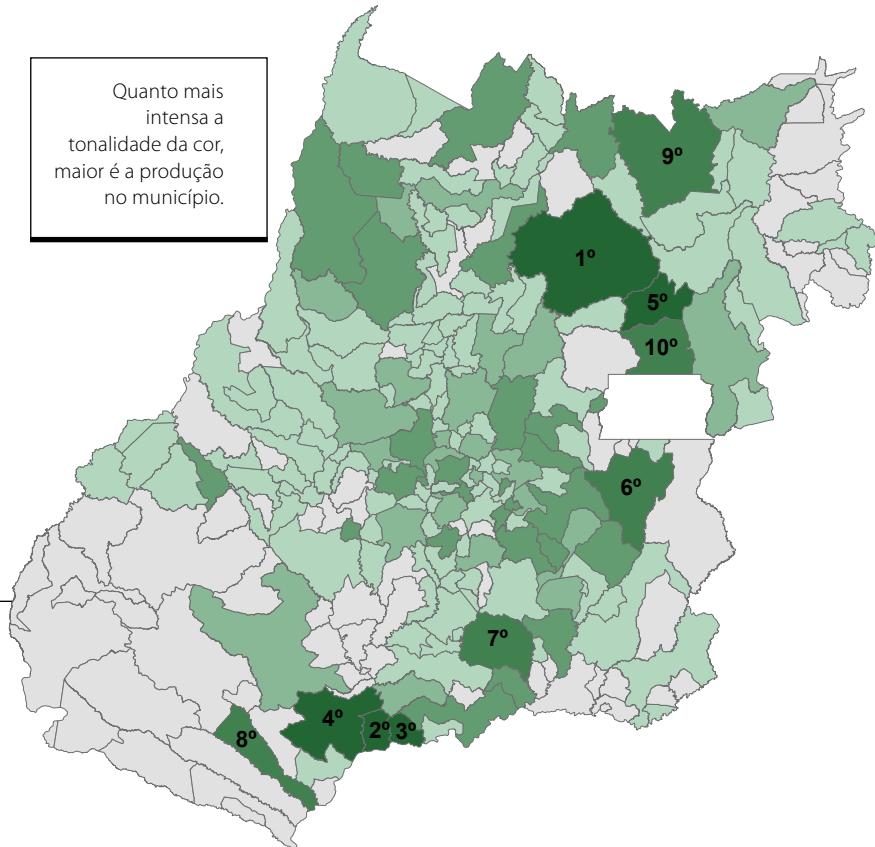 Quanto mais
intensa a
tonalidade da cor,
maior é a produção
no município.
9º
1º
5º
10º
6º
7º
4º
2º
3º
8º